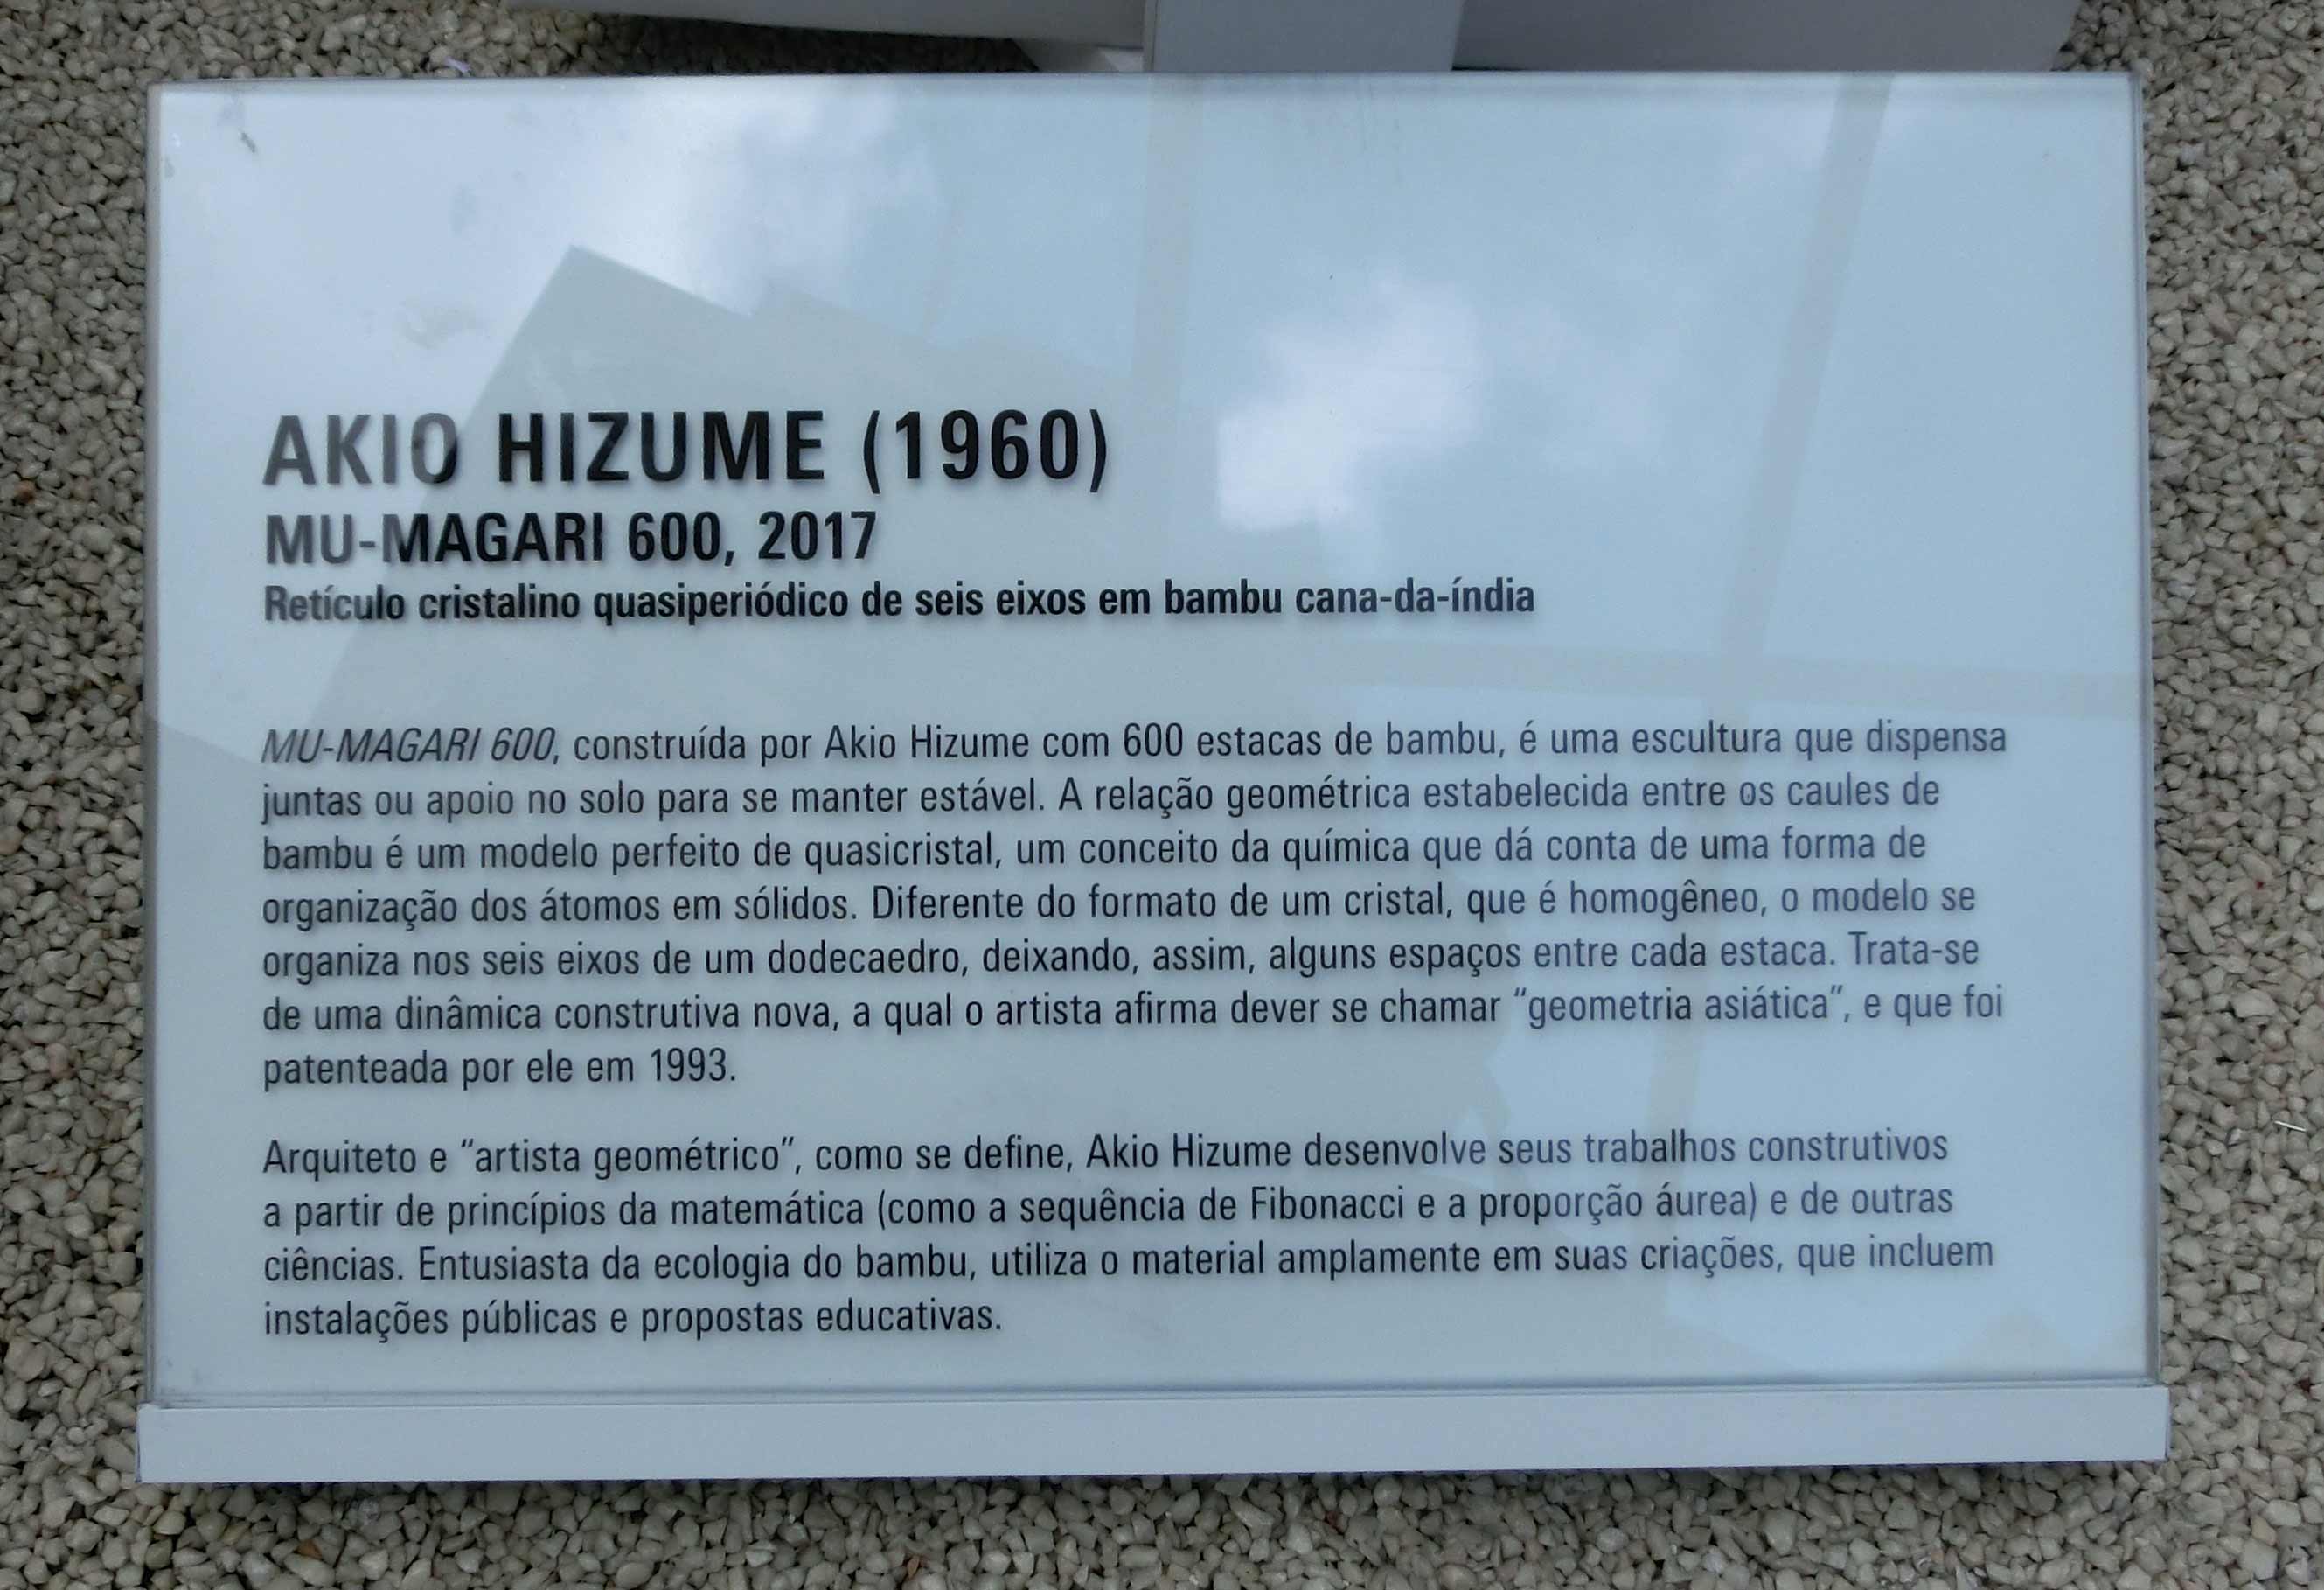 AKIO HIZUME (1960)
MU-MAGARI 600, 2017
Retículo cristalino quasiperiódico de seis eixos em bambu cana-da-índia
MU-MAGARI 600, construída por Akio Hizume com 600 estacas de bambu, é uma escultura que dispensa
juntas ou apoio no solo para se manter estável. A relação geométrica estabelecida entre os caules de
bambu é um modelo perfeito de quasicristal, um conceito da química que dá conta de uma forma de
organização dos átomos em sólidos. Diferente do formato de um cristal, que é homogêneo, o modelo se
organiza nos seis eixos de um dodecaedro, deixando, assim, alguns espaços entre cada estaca. Trata-se
de uma dinâmica construtiva nova, a qual o artista afirma dever se chamar “geometria asiática”, e que foi
patenteada por ele em 1993.
Arquiteto e “artista geométrico”, como se define, Akio Hizume desenvolve seus trabalhos construtivos
a partir de princípios da matemática (como a sequência de Fibonacci e a proporção áurea) e de outras
ciências. Entusiasta da ecologia do bambu, utiliza o material amplamente em suas criações, que incluem
instalações públicas e propostas educativas.